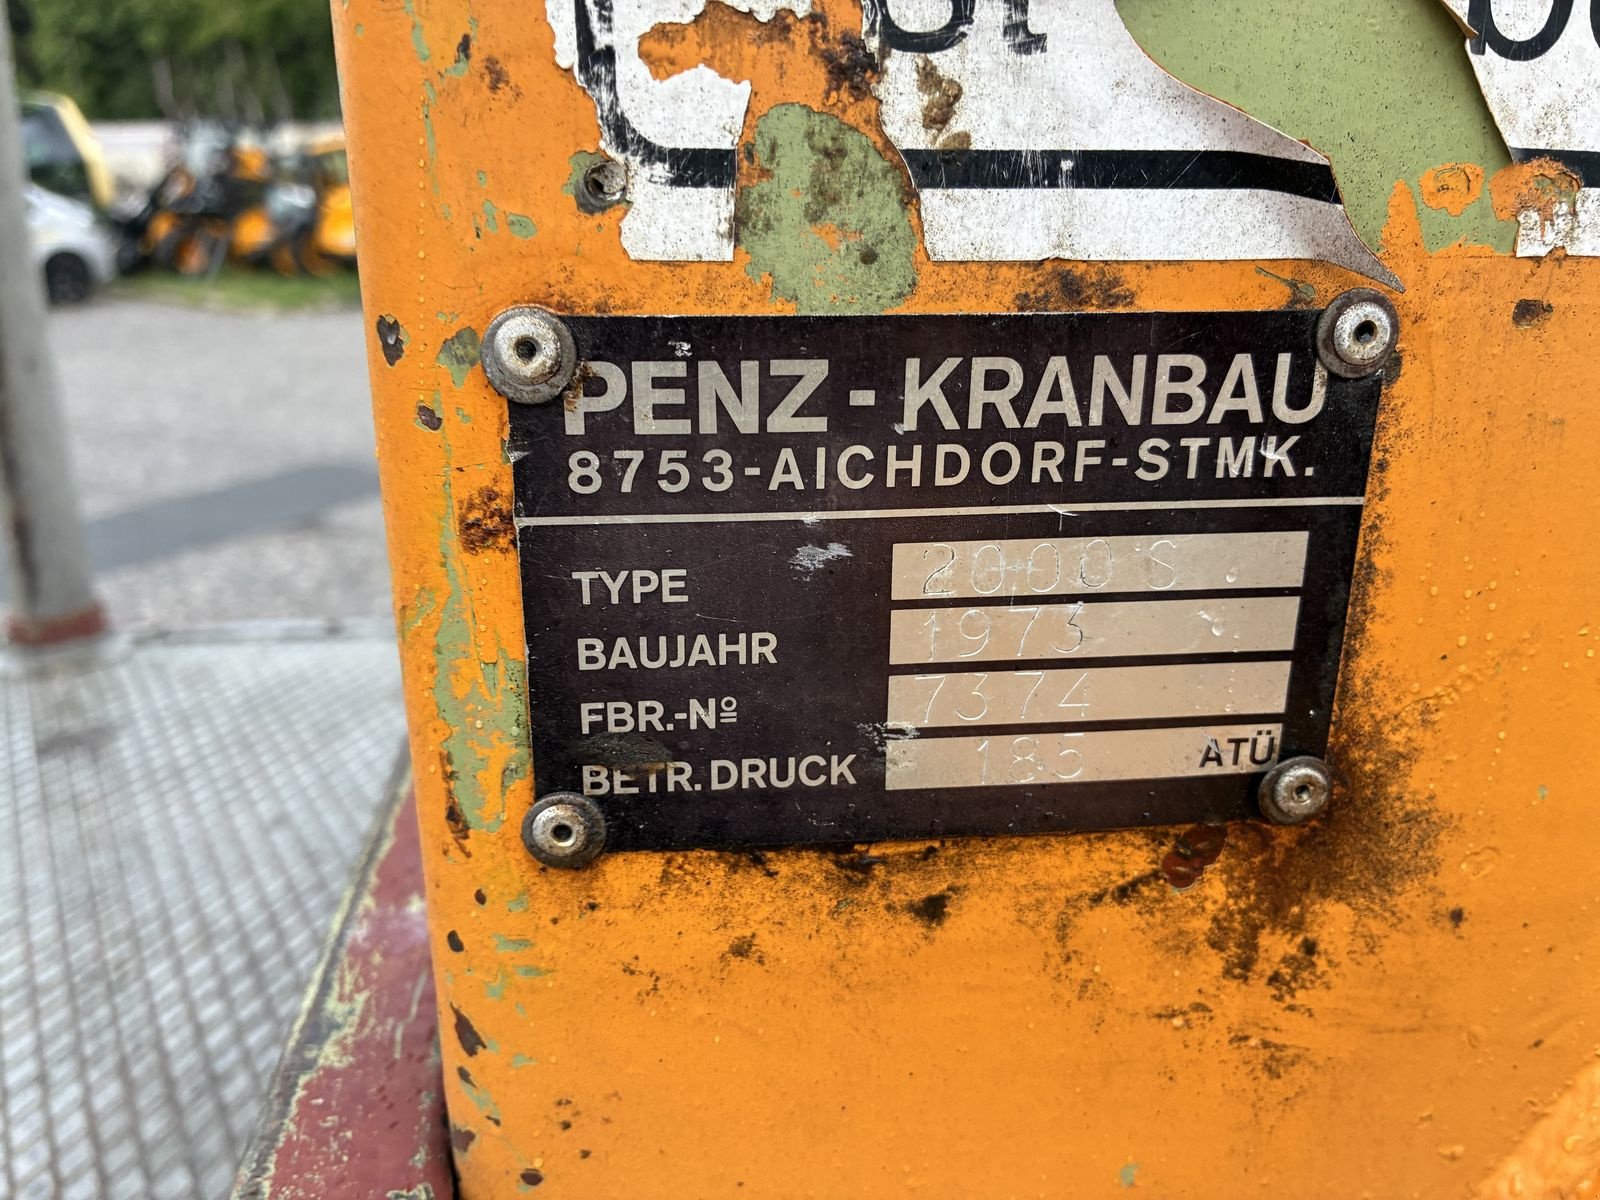 PENZ - KRANBAU
8753-AICHDORF-STMK.
TYPE 2000 S
BAUJAHR 1973
FBR.-Nº 7374
BETR. DRUCK 185 ATÜ